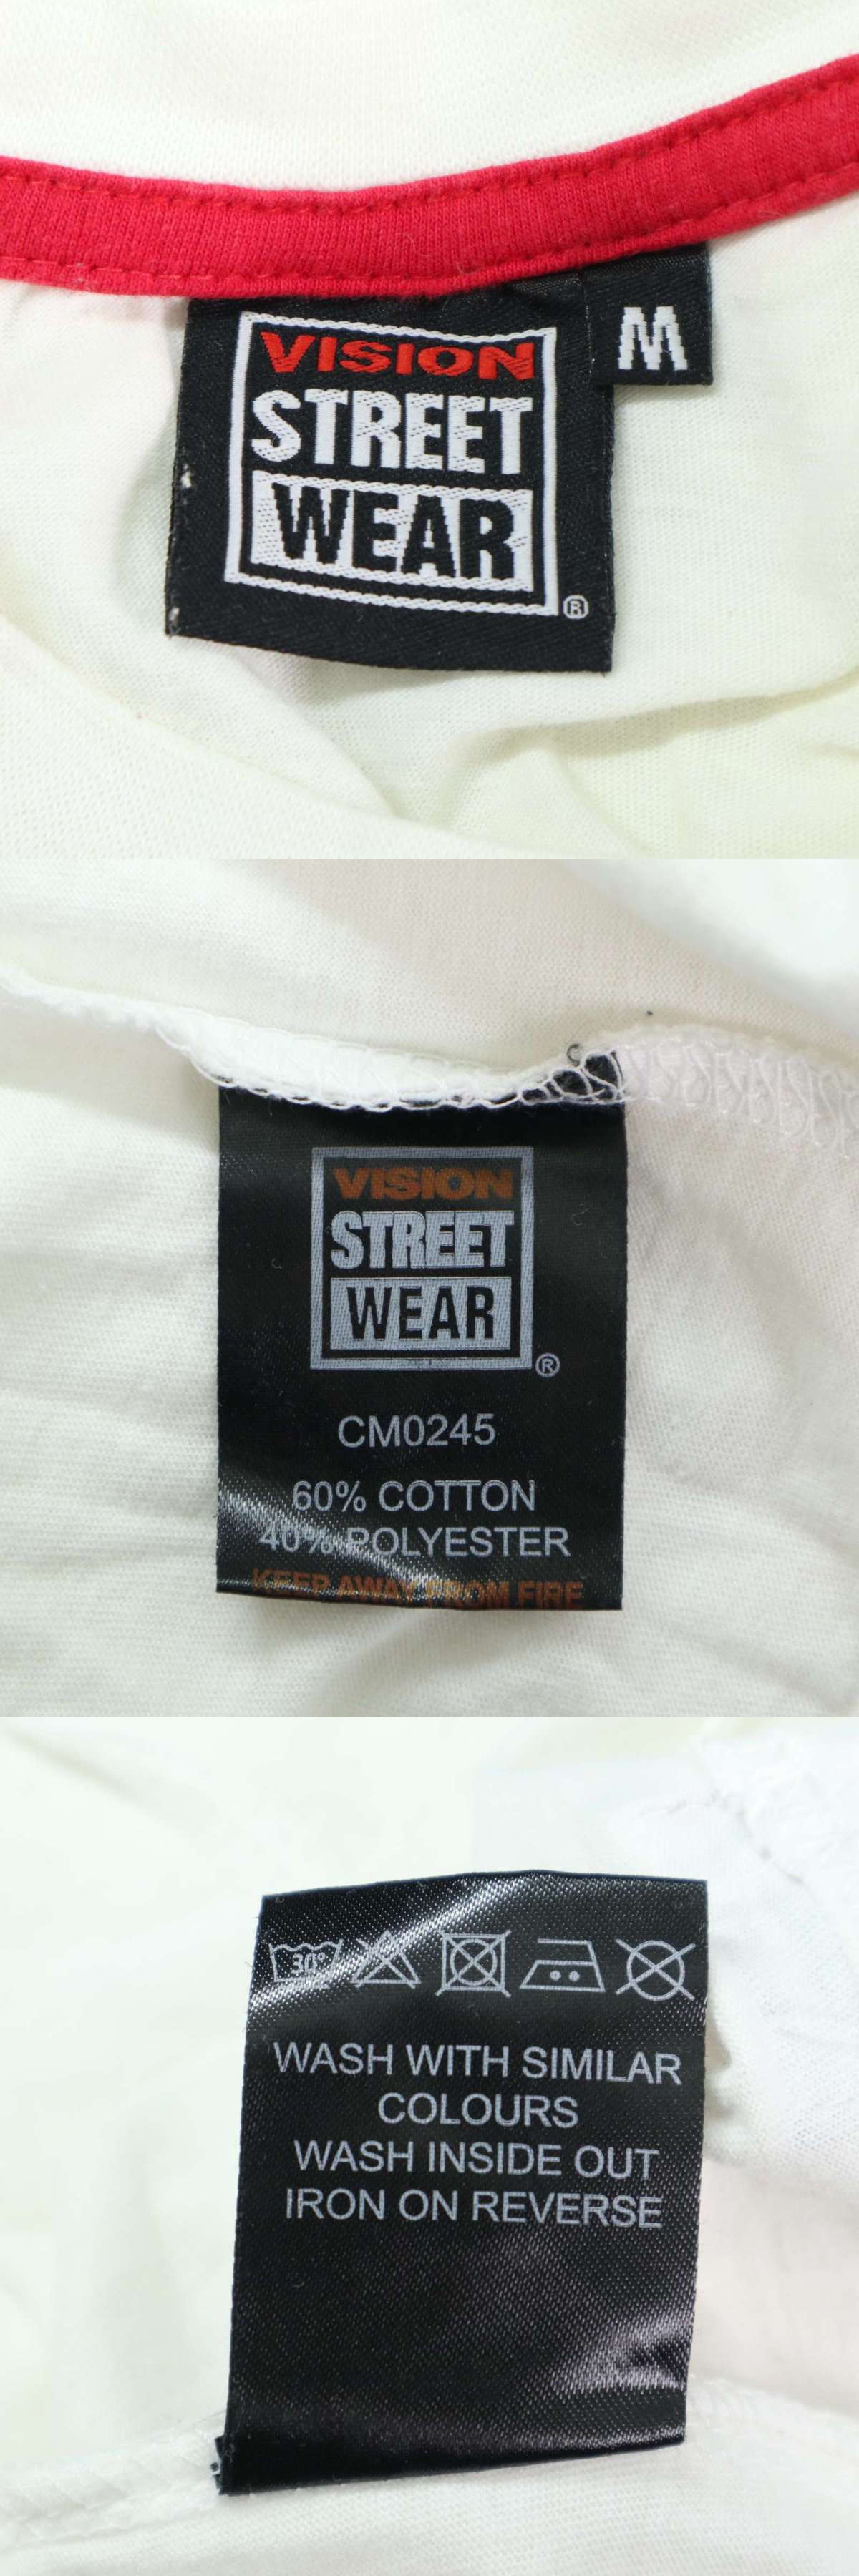 VISION
STREET
WEAR
®
M
VISION
STREET
WEAR
®
CM0245
60% COTTON
40% POLYESTER
KEEP AWAY FROM FIRE
30°
WASH WITH SIMILAR
COLOURS
WASH INSIDE OUT
IRON ON REVERSE